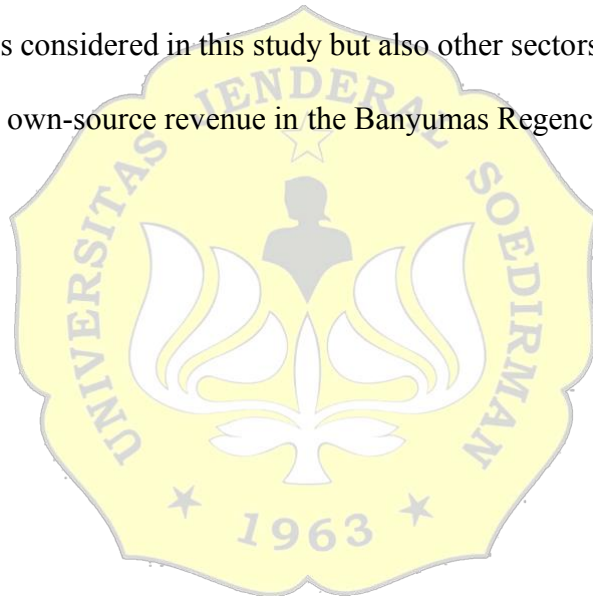 s considered in this study but also other sectors
own-source revenue in the Banyumas Regenc
UNIVERSITAS JENDERAL SOEDIRMAN
1963